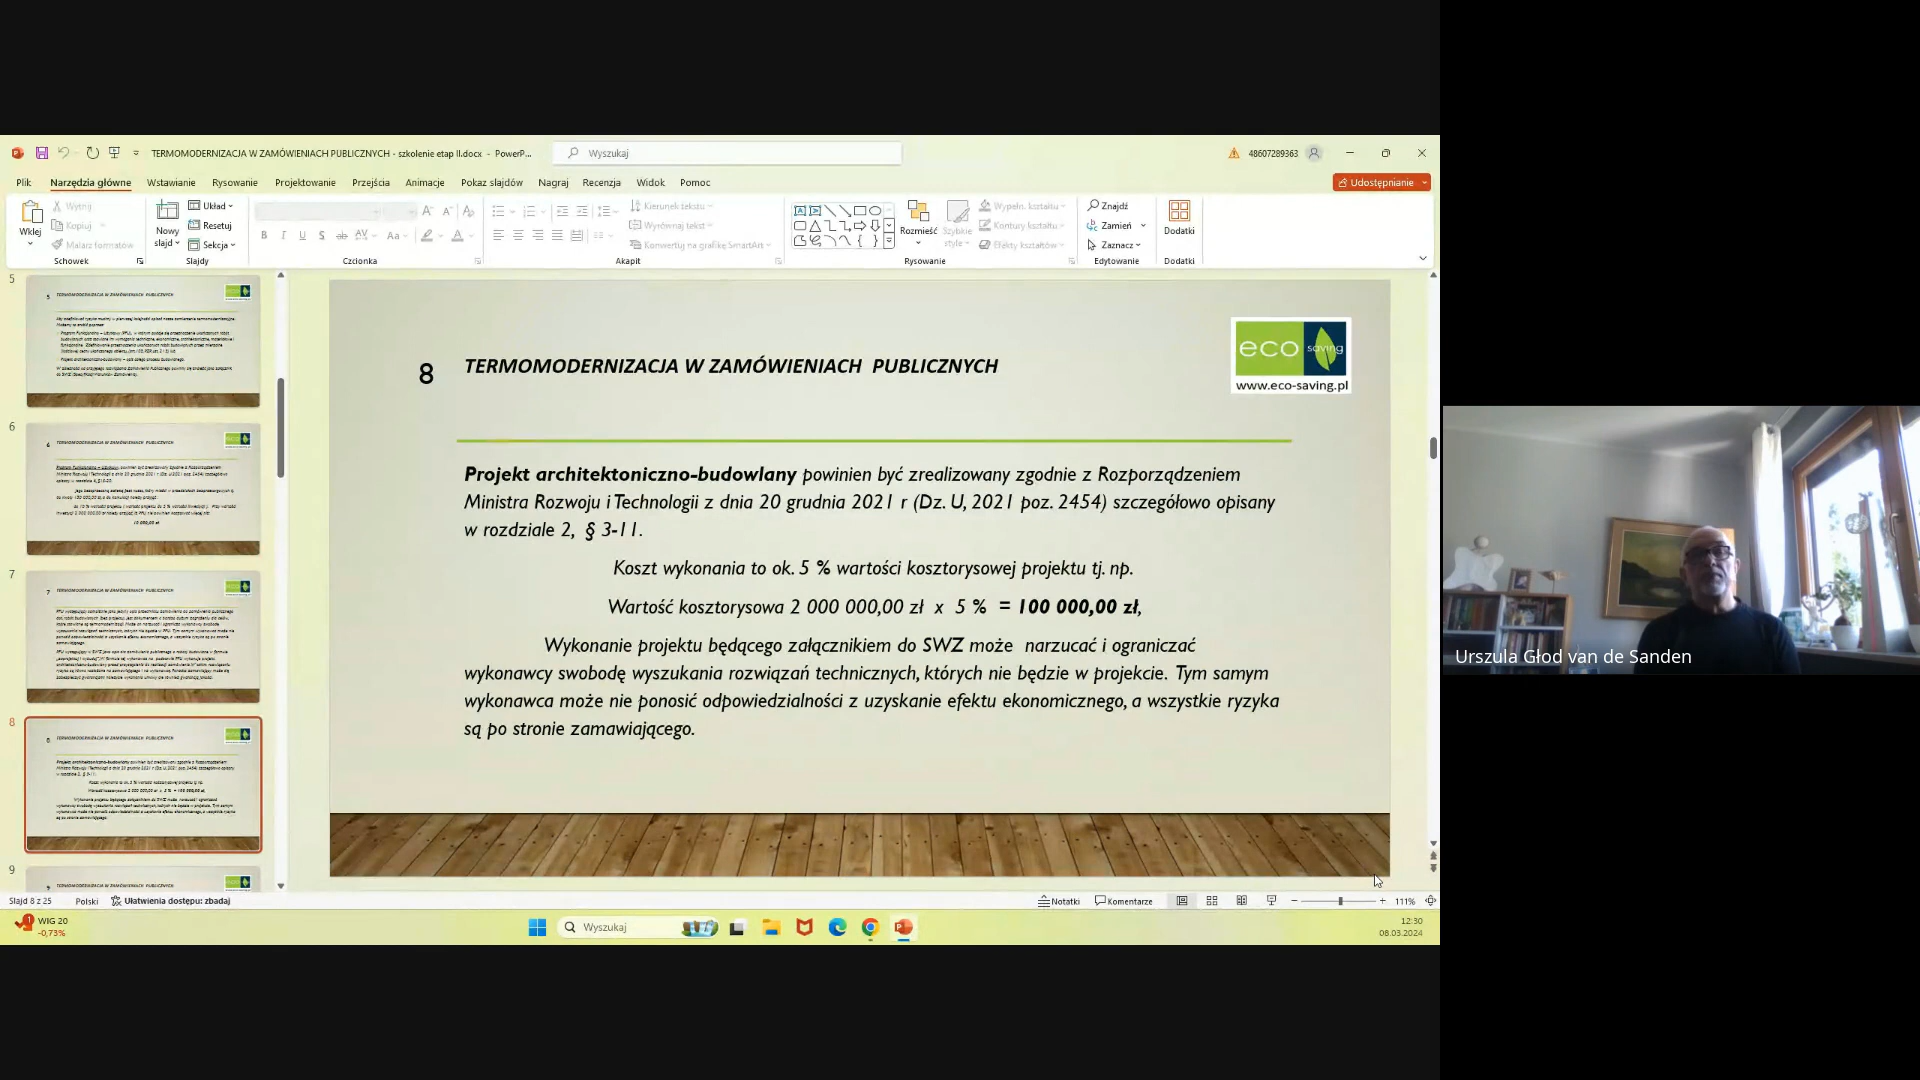 TERMOMODERNIZACJA W ZAMÓWIENIACH PUBLICZNYCH - szkolenie etap II.docx - PowerP...
Wyszukaj
48607289363
Plik
Narzędzia główne
Wstawianie
Rysowanie
Projektowanie
Przejścia
Animacje
Pokaz slajdów
Nagraj
Recenzja
Widok
Pomoc
Udostępnianie
Wklej
Wytnij
Kopiuj
Malarz formatów
Schowek
Nowy
slajd
Układ
Resetuj
Sekcja
Slajdy
Czcionka
Kierunek tekstu
Wyrównaj tekst
Konwertuj na grafikę SmartArt
Akapit
Rozmieść
Szybkie
style
Wypełn. kształtu
Kontury kształtu
Efekty kształtów
Rysowanie
Znajdź
Zamień
Zaznacz
Edytowanie
Dodatki
Dodatki
5
6
7
8
9
8
TERMOMODERNIZACJA W ZAMÓWIENIACH PUBLICZNYCH
eco saving
www.eco-saving.pl
Projekt architektoniczno-budowlany powinien być zrealizowany zgodnie z Rozporządzeniem
Ministra Rozwoju i Technologii z dnia 20 grudnia 2021 r (Dz. U, 2021 poz. 2454) szczegółowo opisany
w rozdziale 2, § 3-11.
Koszt wykonania to ok. 5 % wartości kosztorysowej projektu tj. np.
Wartość kosztorysowa 2 000 000,00 zł x 5 % = 100 000,00 zł,
Wykonanie projektu będącego załącznikiem do SWZ może narzucać i ograniczać
wykonawcy swobodę wyszukania rozwiązań technicznych, których nie będzie w projekcie. Tym samym
wykonawca może nie ponosić odpowiedzialności z uzyskanie efektu ekonomicznego, a wszystkie ryzyka
są po stronie zamawiającego.
Urszula Głod van de Sanden
Slajd 8 z 25
Polski
Ułatwienia dostępu: zbadaj
Notatki
Komentarze
111%
WIG 20
-0,73%
Wyszukaj
12:30
08.03.2024